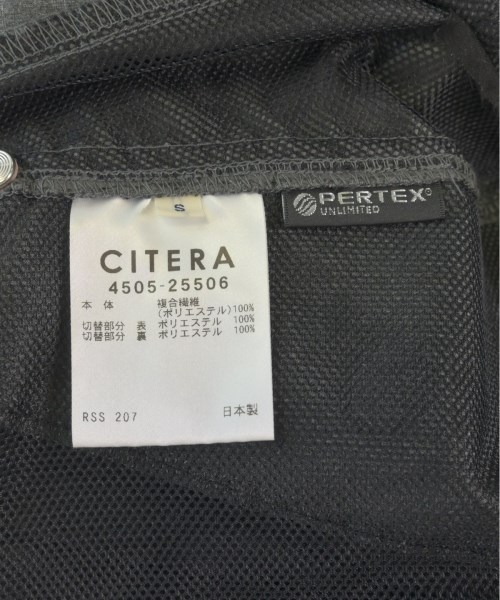 S
PERTEX®
UNLIMITED
CITERA
4505-25506
本体 複合繊維
(ポリエステル)100%
切替部分 表 ポリエステル 100%
切替部分 裏 ポリエステル 100%
RSS 207 日本製